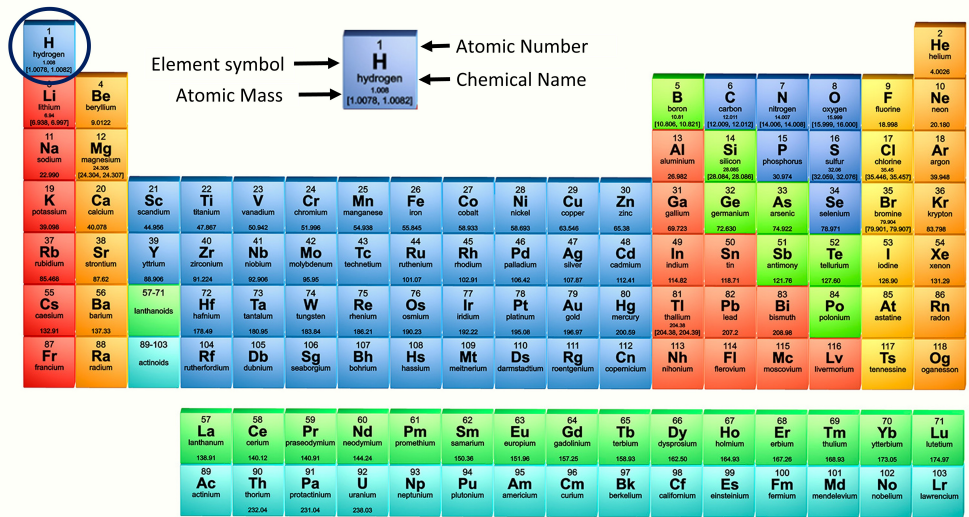 1
H
hydrogen
1.008
[1.0078, 1.0082]
1
H
hydrogen
1.008
[1.0078, 1.0082]
Element symbol
Atomic Mass
Atomic Number
Chemical Name
2
He
helium
4.0026
3
Li
lithium
6.94
[6.938, 6.997]
4
Be
beryllium
9.0122
5
B
boron
10.81
[10.806, 10.821]
6
C
carbon
12.011
[12.009, 12.012]
7
N
nitrogen
14.007
[14.006, 14.008]
8
O
oxygen
15.999
[15.999, 16.000]
9
F
fluorine
18.998
10
Ne
neon
20.180
11
Na
sodium
22.990
12
Mg
magnesium
24.305
[24.304, 24.307]
13
Al
aluminium
26.982
14
Si
silicon
28.085
[28.084, 28.086]
15
P
phosphorus
30.974
16
S
sulfur
32.06
[32.059, 32.076]
17
Cl
chlorine
35.45
[35.446, 35.457]
18
Ar
argon
39.948
19
K
potassium
39.098
20
Ca
calcium
40.078
21
Sc
scandium
44.956
22
Ti
titanium
47.867
23
V
vanadium
50.942
24
Cr
chromium
51.996
25
Mn
manganese
54.938
26
Fe
iron
55.845
27
Co
cobalt
58.933
28
Ni
nickel
58.693
29
Cu
copper
63.546
30
Zn
zinc
65.38
31
Ga
gallium
69.723
32
Ge
germanium
72.630
33
As
arsenic
74.922
34
Se
selenium
78.971
35
Br
bromine
79.904
[79.901, 79.907]
36
Kr
krypton
83.798
37
Rb
rubidium
85.468
38
Sr
strontium
87.62
39
Y
yttrium
88.906
40
Zr
zirconium
91.224
41
Nb
niobium
92.906
42
Mo
molybdenum
95.95
43
Tc
technetium
44
Ru
ruthenium
101.07
45
Rh
rhodium
102.91
46
Pd
palladium
106.42
47
Ag
silver
107.87
48
Cd
cadmium
112.41
49
In
indium
114.82
50
Sn
tin
118.71
51
Sb
antimony
121.76
52
Te
tellurium
127.60
53
I
iodine
126.90
54
Xe
xenon
131.29
55
Cs
caesium
132.91
56
Ba
barium
137.33
57-71
lanthanoids
72
Hf
hafnium
178.49
73
Ta
tantalum
180.95
74
W
tungsten
183.84
75
Re
rhenium
186.21
76
Os
osmium
190.23
77
Ir
iridium
192.22
78
Pt
platinum
195.08
79
Au
gold
196.97
80
Hg
mercury
200.59
81
Tl
thallium
204.38
[204.38, 204.39]
82
Pb
lead
207.2
83
Bi
bismuth
208.98
84
Po
polonium
85
At
astatine
86
Rn
radon
87
Fr
francium
88
Ra
radium
89-103
actinoids
104
Rf
rutherfordium
105
Db
dubnium
106
Sg
seaborgium
107
Bh
bohrium
108
Hs
hassium
109
Mt
meitnerium
110
Ds
darmstadtium
111
Rg
roentgenium
112
Cn
copernicium
113
Nh
nihonium
114
Fl
flerovium
115
Mc
moscovium
116
Lv
livermorium
117
Ts
tennessine
118
Og
oganesson
57
La
lanthanum
138.91
58
Ce
cerium
140.12
59
Pr
praseodymium
140.91
60
Nd
neodymium
144.24
61
Pm
promethium
62
Sm
samarium
150.36
63
Eu
europium
151.96
64
Gd
gadolinium
157.25
65
Tb
terbium
158.93
66
Dy
dysprosium
162.50
67
Ho
holmium
164.93
68
Er
erbium
167.26
69
Tm
thulium
168.93
70
Yb
ytterbium
173.05
71
Lu
lutetium
174.97
89
Ac
actinium
90
Th
thorium
232.04
91
Pa
protactinium
231.04
92
U
uranium
238.03
93
Np
neptunium
94
Pu
plutonium
95
Am
americium
96
Cm
curium
97
Bk
berkelium
98
Cf
californium
99
Es
einsteinium
100
Fm
fermium
101
Md
mendelevium
102
No
nobelium
103
Lr
lawrencium